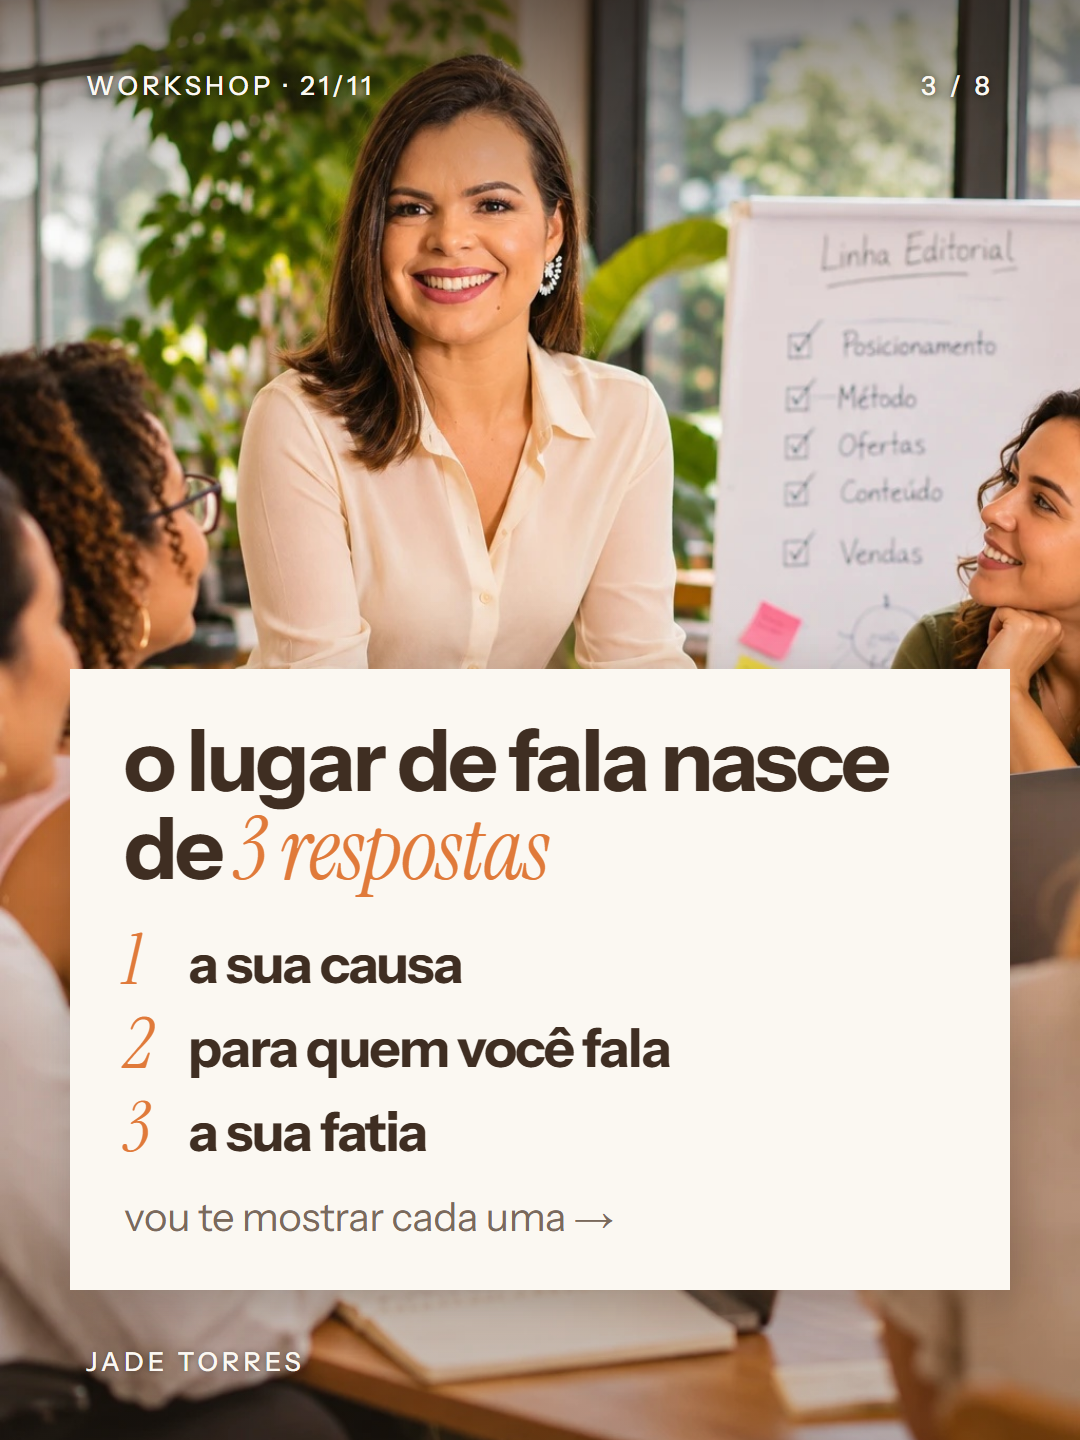 WORKSHOP · 21/11
3 / 8
Linha Editorial
Posicionamento
Método
Ofertas
Conteúdo
Vendas
o lugar de fala nasce
de 3 respostas
1 a sua causa
2 para quem você fala
3 a sua fatia
vou te mostrar cada uma →
JADE TORRES